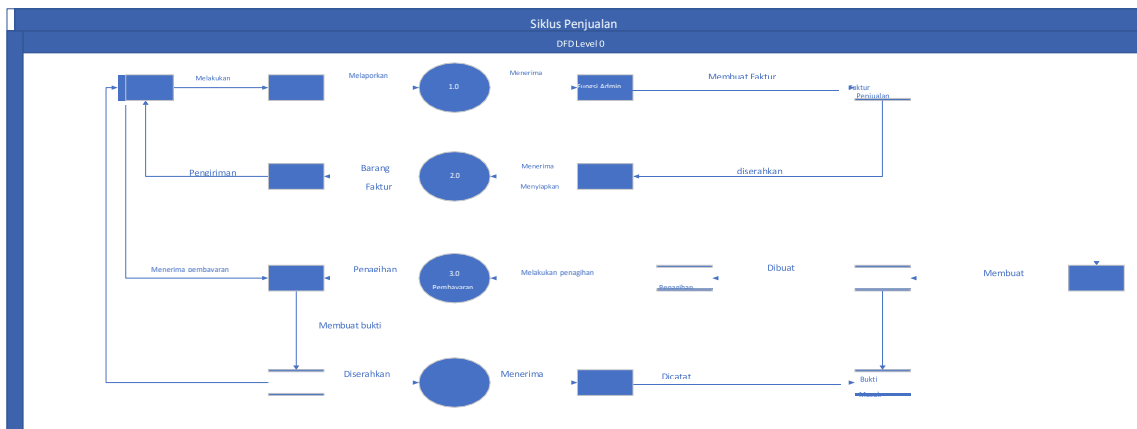 Siklus Penjualan
DFD Level 0
Melakukan
Melaporkan
1.0
Menerima
Fungsi Admin
Membuat Faktur
Faktur
Penjualan
Pengiriman
Barang
Faktur
2.0
Menerima
Menyiapkan
diserahkan
Menerima pembayaran
Penagihan
3.0
Pembayaran
Melakukan penagihan
Penagihan
Dibuat
Membuat
Membuat bukti
Diserahkan
Menerima
Dicatat
Bukti
Masuk